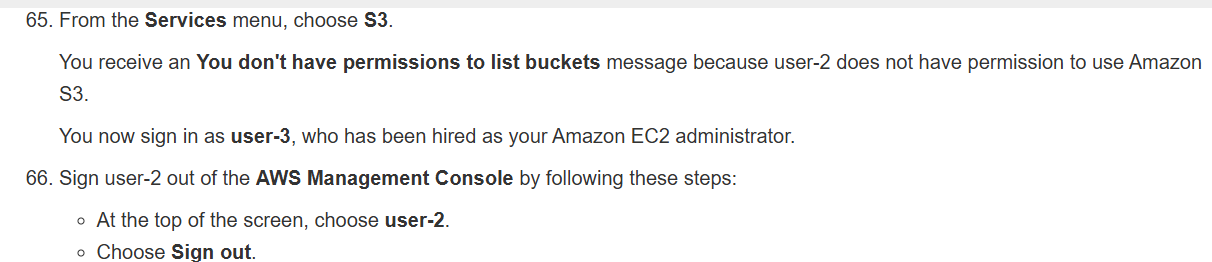 65. From the Services menu, choose S3.
You receive an You don't have permissions to list buckets message because user-2 does not have permission to use Amazon
S3.
You now sign in as user-3, who has been hired as your Amazon EC2 administrator.
66. Sign user-2 out of the AWS Management Console by following these steps:
◦ At the top of the screen, choose user-2.
◦ Choose Sign out.